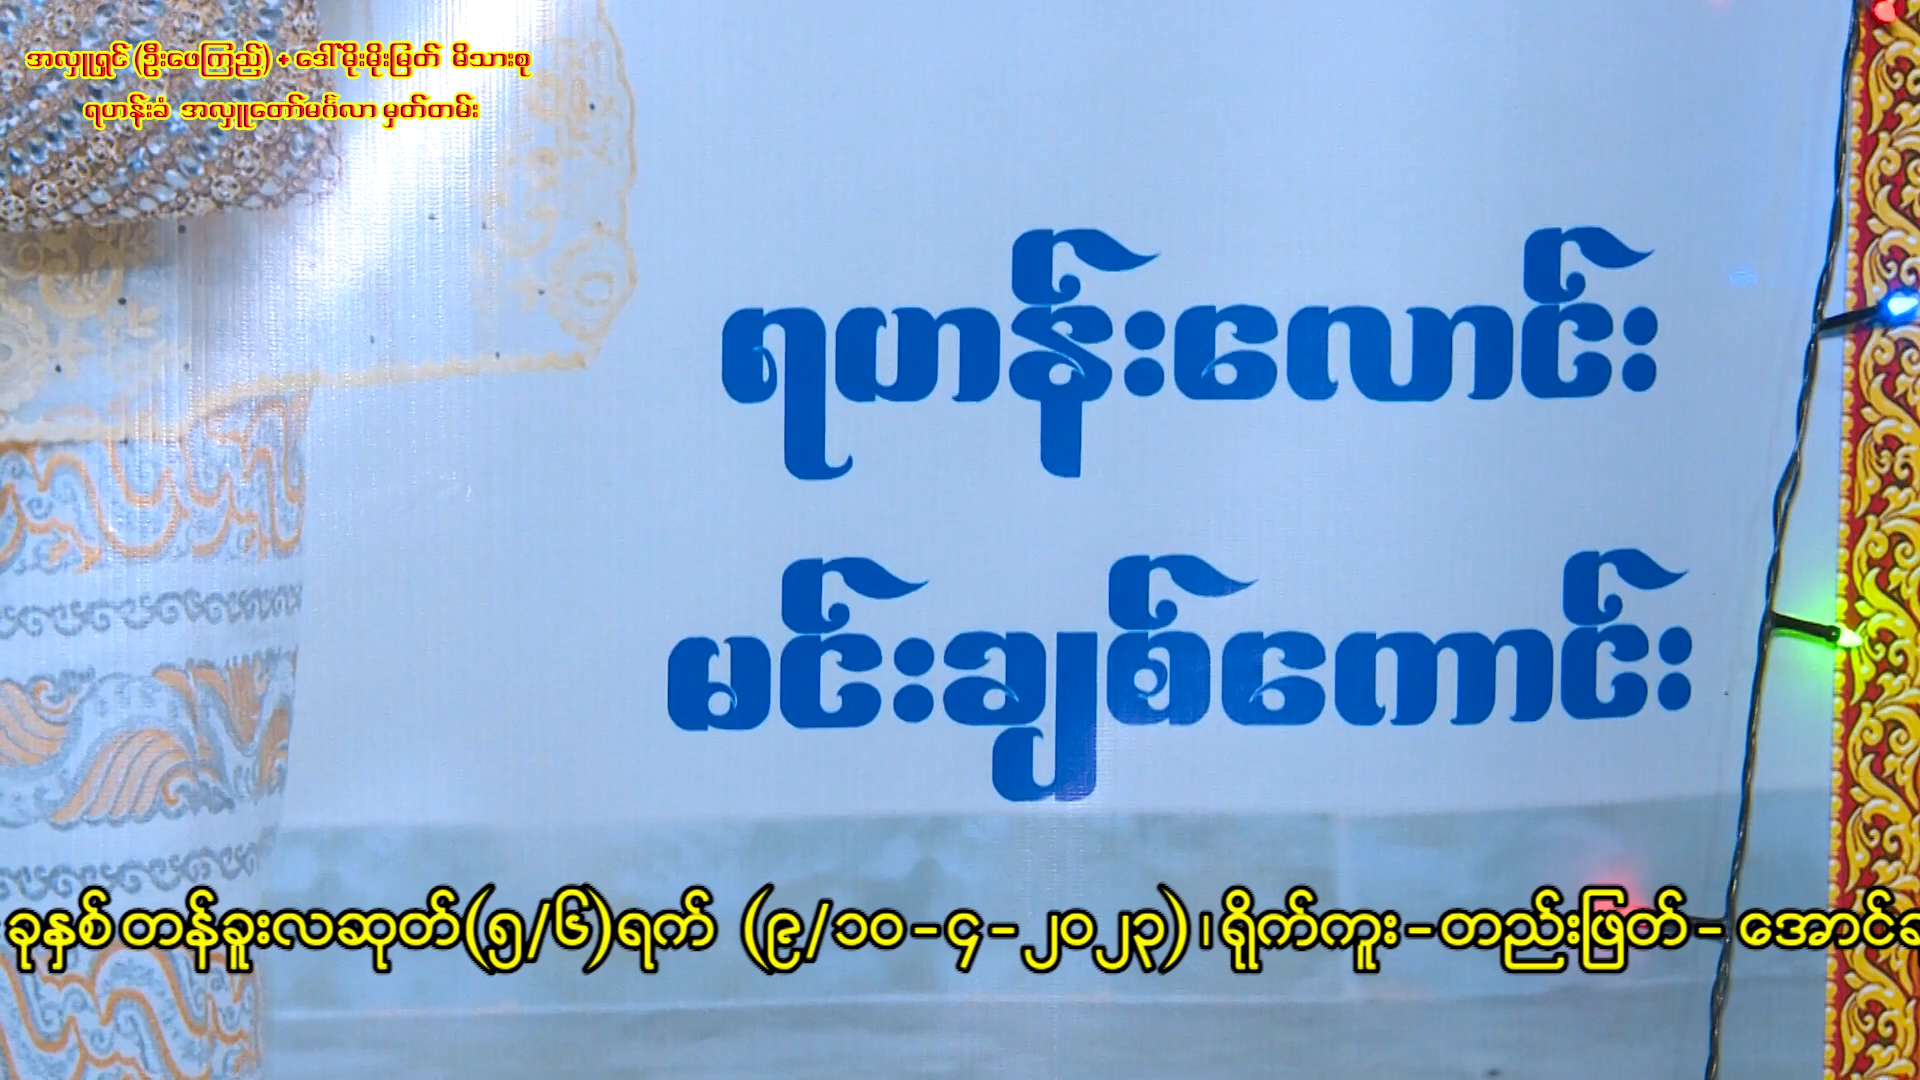 အလှူရှင် (ဦးဖေကြည်) + ဒေါ်မိုးမိုးမြတ် မိသားစု
ရဟန်းခံ အလှူတော်မင်္ဂလာ မှတ်တမ်း
ရဟန်းလောင်း
မင်းချစ်ကောင်း
ခုနှစ် တန်ခူးလဆုတ်(၅/၆)ရက် (၉/၁၀-၄-၂၀၂၃) ၊ ရိုက်ကူး-တည်းဖြတ်-